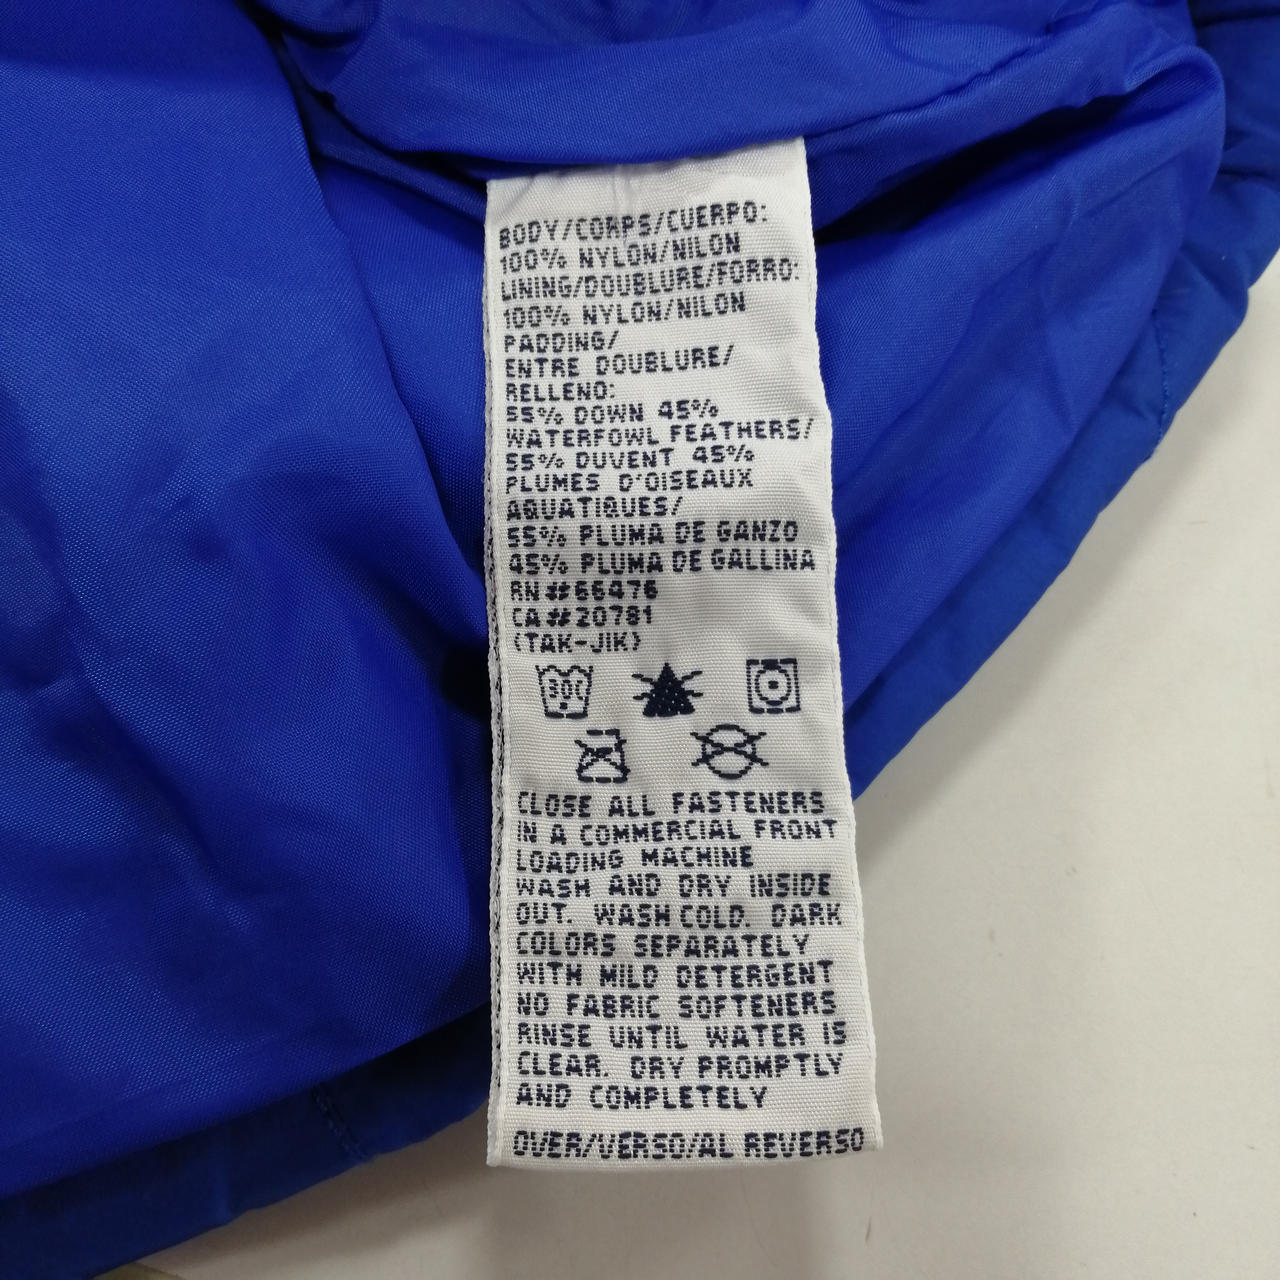 BODY/CORPS/CUERPO:
100% NYLON/NILON
LINING/DOUBLURE/FORRO:
100% NYLON/NILON
PADDING/
ENTRE DOUBLURE/
RELLENO:
55% DOWN 45%
WATERFOWL FEATHERS/
55% DUVENT 45%
PLUMES D'OISEAUX
AQUATIQUES/
55% PLUMA DE GANZO
45% PLUMA DE GALLINA
RN#66476
CA#20781
(TAK-JIK)
30C
CLOSE ALL FASTENERS
IN A COMMERCIAL FRONT
LOADING MACHINE
WASH AND DRY INSIDE
OUT. WASH COLD. DARK
COLORS SEPARATELY
WITH MILD DETERGENT
NO FABRIC SOFTENERS
RINSE UNTIL WATER IS
CLEAR. DRY PROMPTLY
AND COMPLETELY
OVER/VERSO/AL REVERSO